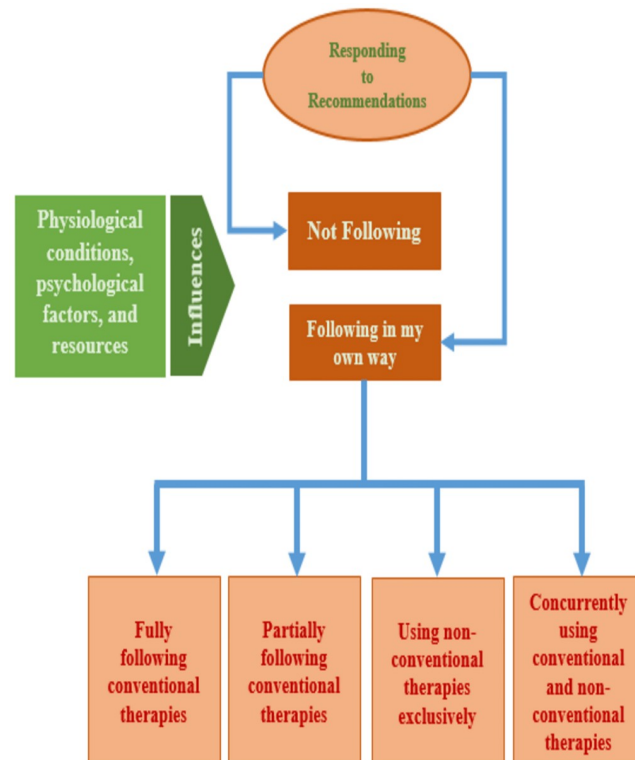 Responding
to
Recommendations
Physiological
conditions,
psychological
factors, and
resources
Influences
Not Following
Following in my
own way
Fully
following
conventional
therapies
Partially
following
conventional
therapies
Using non-
conventional
therapies
exclusively
Concurrently
using
conventional
and non-
conventional
therapies